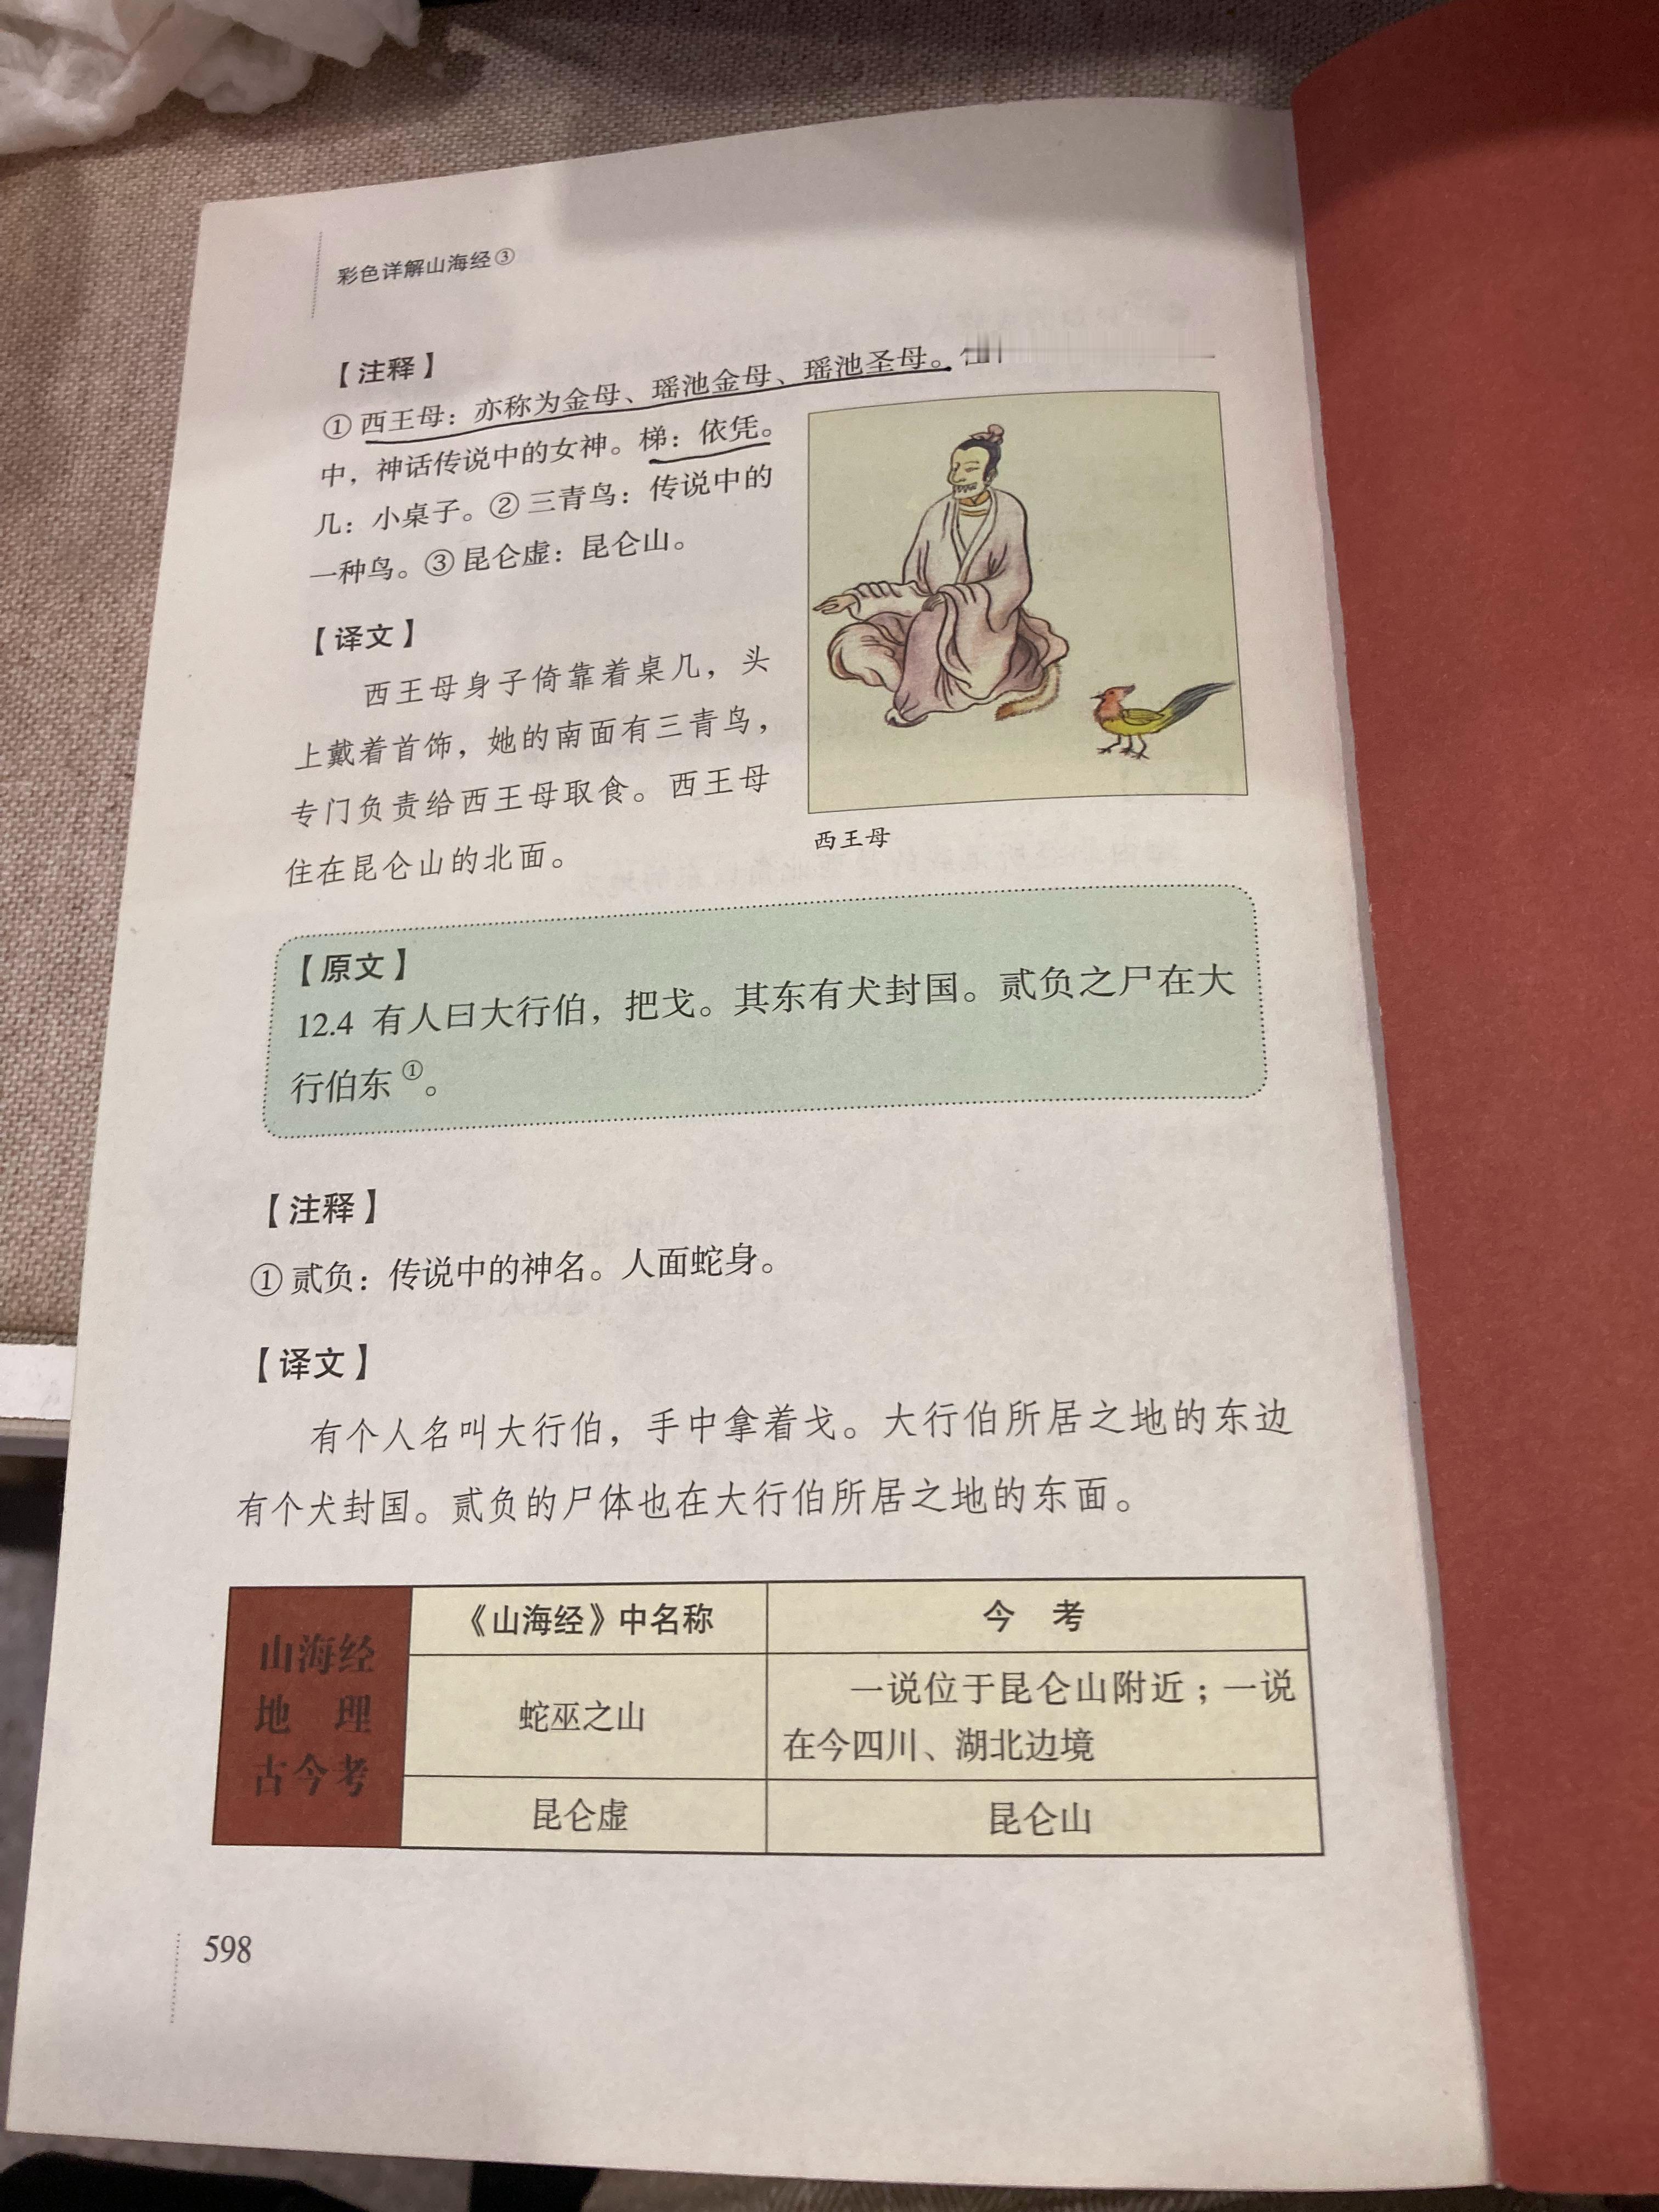 彩色详解山海经③
【注释】
①西王母：亦称为金母、瑶池金母、瑶池圣母。
中，神话传说中的女神。梯：依凭。
几：小桌子。②三青鸟：传说中的
一种鸟。③昆仑虚：昆仑山。
【译文】
西王母身子倚靠着桌几，头
上戴着首饰，她的南面有三青鸟，
专门负责给西王母取食。西王母
住在昆仑山的北面。
西王母
【原文】
12.4 有人曰大行伯，把戈。其东有犬封国。贰负之尸在大
行伯东①。
【注释】
①贰负：传说中的神名。人面蛇身。
【译文】
有个人名叫大行伯，手中拿着戈。大行伯所居之地的东边
有个犬封国。贰负的尸体也在大行伯所居之地的东面。
山海经
地 理
古今考
《山海经》中名称
今 考
蛇巫之山
一说位于昆仑山附近；一说
在今四川、湖北边境
昆仑虚
昆仑山
598